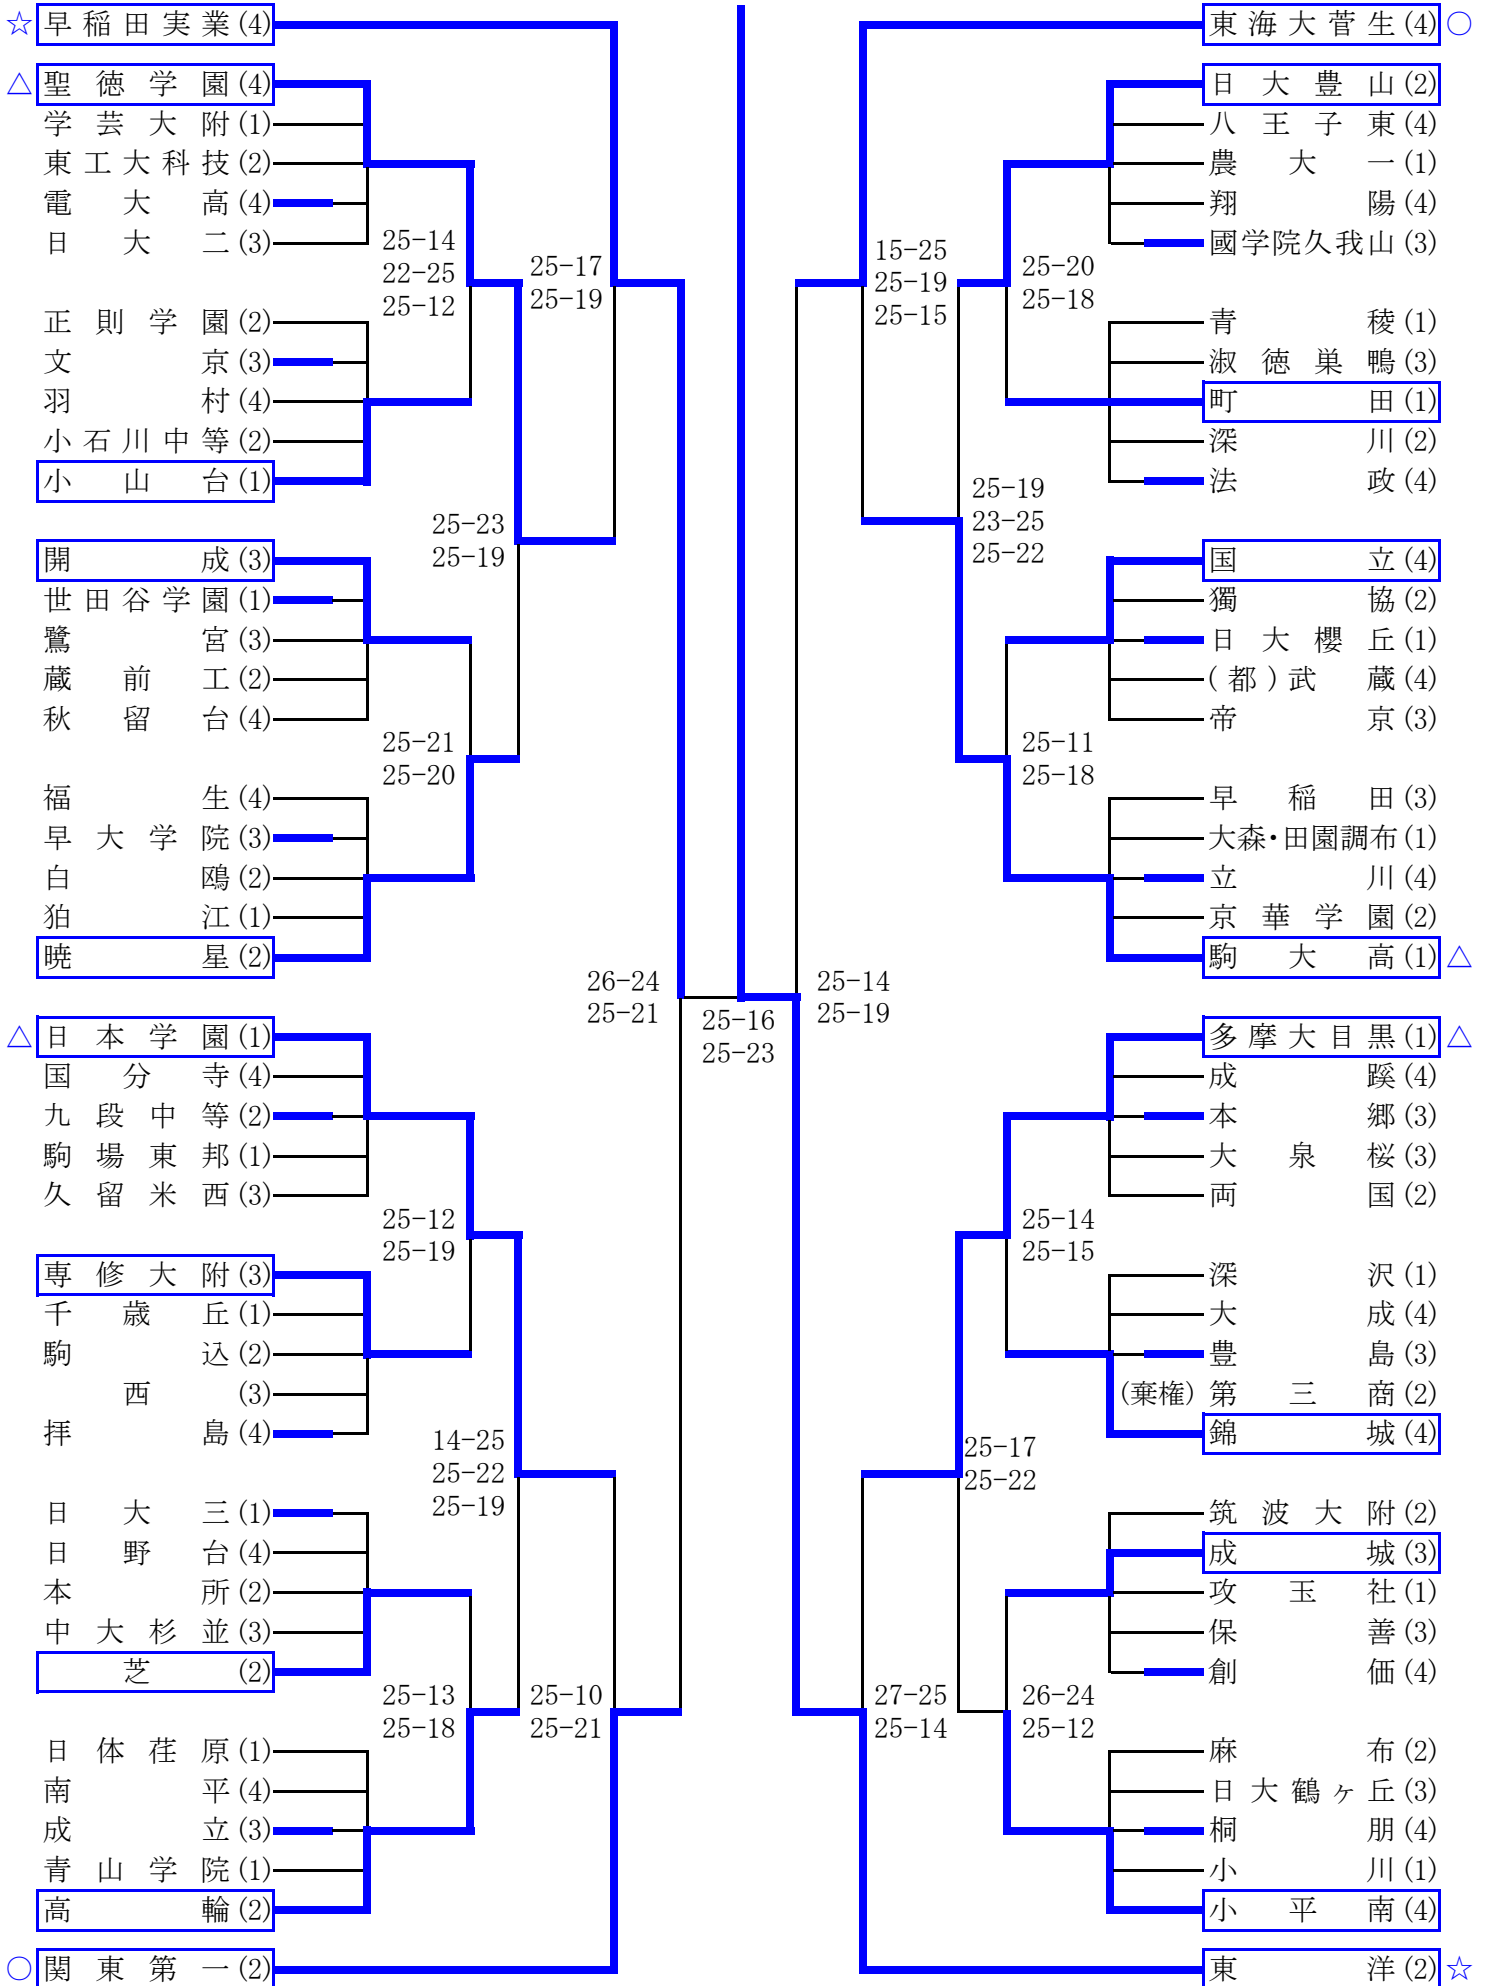 ☆早稲田実業(4)
△聖徳学園(4)
学芸大附(1)
東工大科技(2)
電大高(4)
日大二(3)
25-14
22-25
25-12
25-17
25-19
正則学園(2)
文京(3)
羽村(4)
小石川中等(2)
小山台(1)
25-23
25-19
開成(3)
世田谷学園(1)
鷺宮(3)
蔵前工(2)
秋留台(4)
25-21
25-20
福生(4)
早大学院(3)
白鴎(2)
狛江(1)
暁星(2)
26-24
25-21
25-16
25-23
△日本学園(1)
国分寺(4)
九段中等(2)
駒場東邦(1)
久留米西(3)
25-12
25-19
専修大附(3)
千歳丘(1)
駒込(2)
西(3)
拝島(4)
14-25
25-22
25-19
日大三(1)
日野台(4)
本所(2)
中大杉並(3)
芝(2)
25-13
25-18
25-10
25-21
日体荏原(1)
南平(4)
成立(3)
青山学院(1)
高輪(2)
○関東第一(2)
東海大菅生(4)○
日大豊山(2)
八王子東(4)
農大一(1)
翔陽(4)
國学院久我山(3)
15-25
25-19
25-15
25-20
25-18
青稜(1)
淑徳巣鴨(3)
町田(1)
深川(2)
法政(4)
25-19
23-25
25-22
国立(4)
獨協(2)
日大櫻丘(1)
(都)武蔵(4)
帝京(3)
25-11
25-18
早稲田(3)
大森・田園調布(1)
立川(4)
京華学園(2)
駒大高(1)△
25-14
25-19
多摩大目黒(1)△
成蹊(4)
本郷(3)
大泉桜(3)
両国(2)
25-14
25-15
深沢(1)
大成(4)
豊島(3)
(棄権)第三商(2)
錦城(4)
25-17
25-22
筑波大附(2)
成城(3)
攻玉社(1)
保善(3)
創価(4)
27-25
25-14
26-24
25-12
麻布(2)
日大鶴ヶ丘(3)
桐朋(4)
小川(1)
小平南(4)
東洋(2)☆